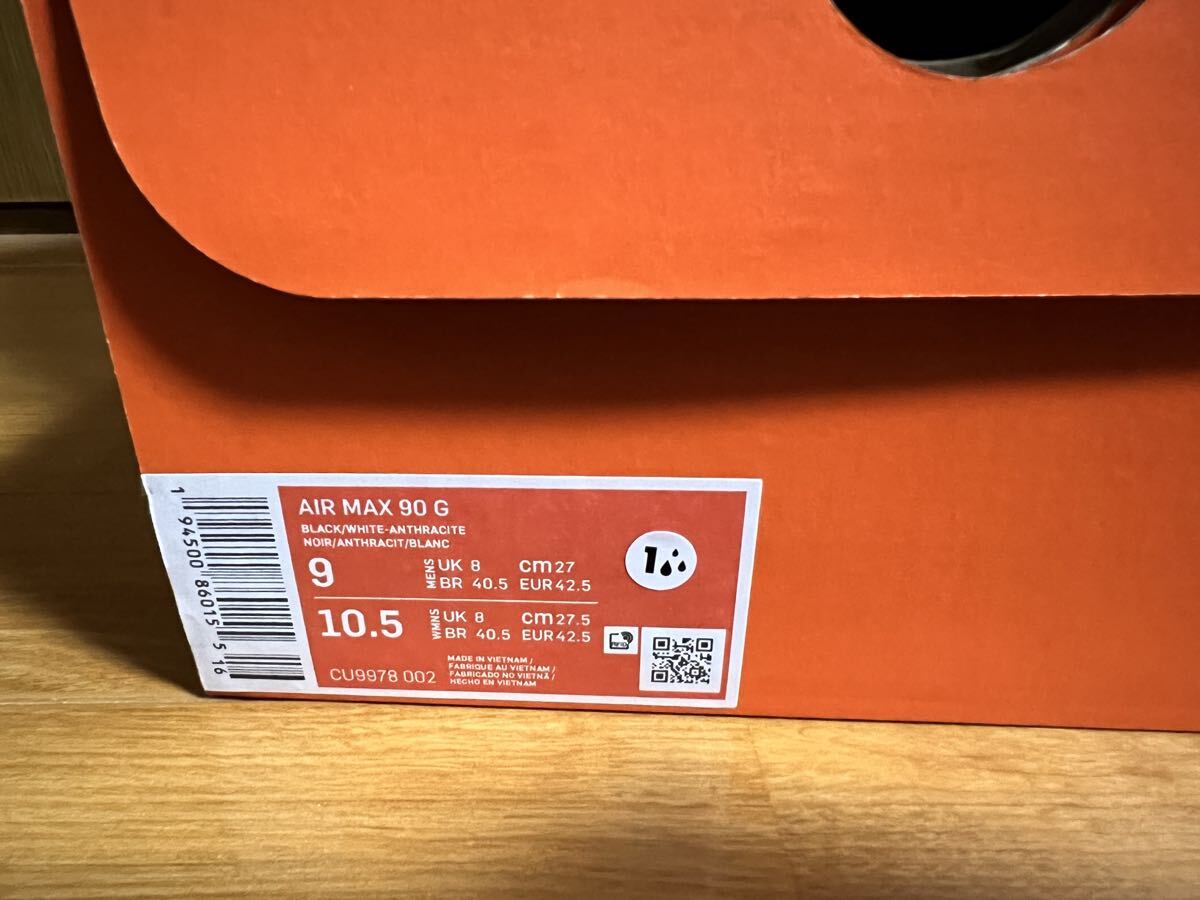 AIR MAX 90 G
BLACK/WHITE-ANTHRACITE
NOIR/ANTHRACIT/BLANC
9 MENS UK 8 cm 27
BR 40.5 EUR 42.5
10.5 WMNS UK 8 cm 27.5
BR 40.5 EUR 42.5
CU9978 002
MADE IN VIETNAM /
FABRIQUE AU VIETNAM /
FABRICADO NO VIETNÃ /
HECHO EN VIETNAM
1
1 94500 86015 5 16